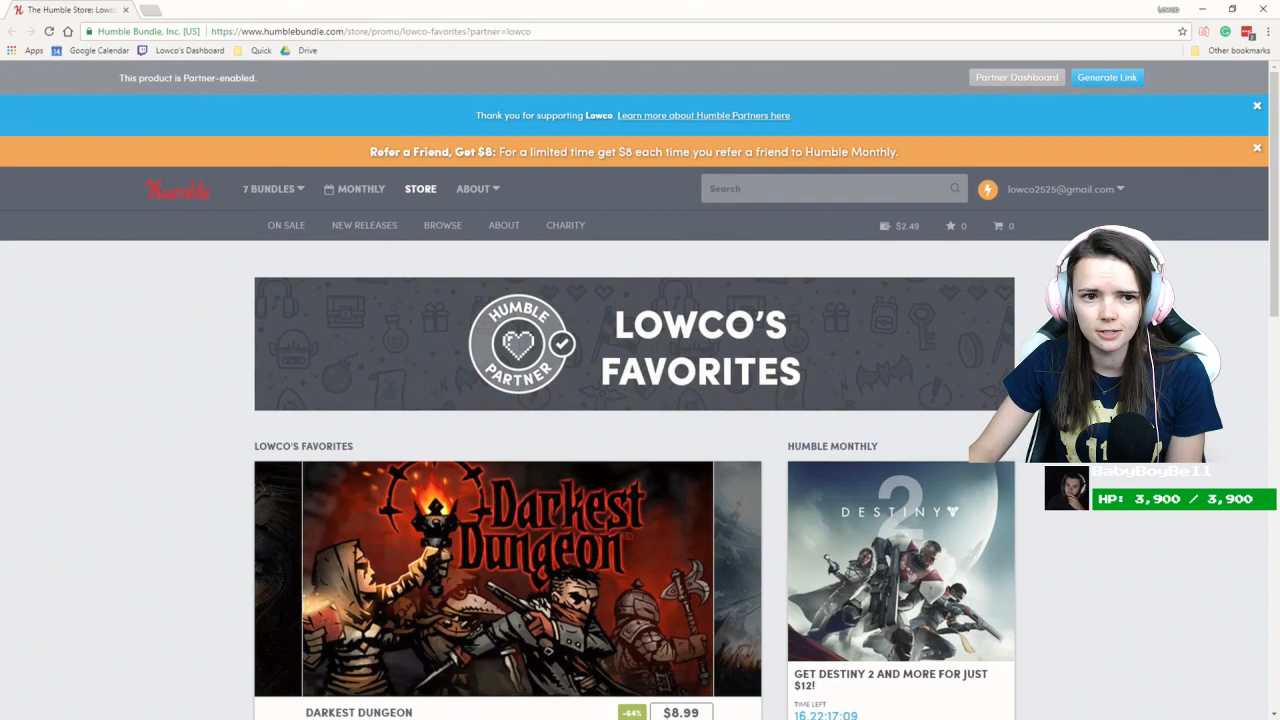 The Humble Store: Lowc
Lowco
Humble Bundle, Inc. [US]
https://www.humblebundle.com/store/promo/lowco-favorites?partner=lowco
Apps
Google Calendar
Lowco's Dashboard
Quick
Drive
Other bookmarks
This product is Partner-enabled.
Partner Dashboard
Generate Link
Thank you for supporting Lowco. Learn more about Humble Partners here.
Refer a Friend, Get $8: For a limited time get $8 each time you refer a friend to Humble Monthly.
Humble
7 BUNDLES
MONTHLY
STORE
ABOUT
Search
lowco2525@gmail.com
ON SALE
NEW RELEASES
BROWSE
ABOUT
CHARITY
$2.49
0
0
HUMBLE
PARTNER
LOWCO'S
FAVORITES
LOWCO'S FAVORITES
HUMBLE MONTHLY
Darkest
Dungeon
2
DESTINY
BabyBoyBell
HP: 3,900 / 3,900
GET DESTINY 2 AND MORE FOR JUST
$12!
TIME LEFT
16,22:17:09
DARKEST DUNGEON
-64%
$8.99